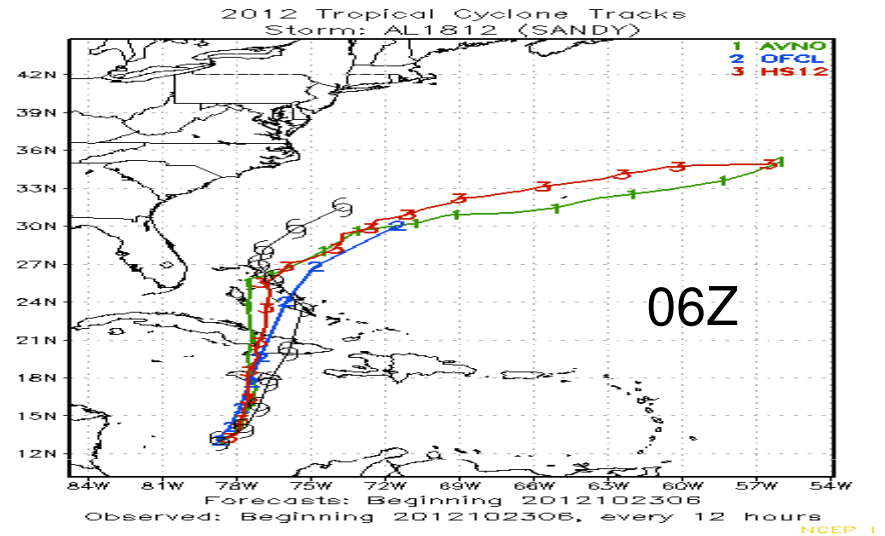 2012 Tropical Cyclone Tracks
Storm: AL1812 (SANDY)
1 AVNO
2 OFCL
3 HS12
42N
39N
36N
33N
30N
27N
24N
21N
18N
15N
12N
06Z
84W 81W 78W 75W 72W 69W 66W 63W 60W 57W 54W
Forecasts: Beginning 2012102306
Observed: Beginning 2012102306, every 12 hours
NCEP